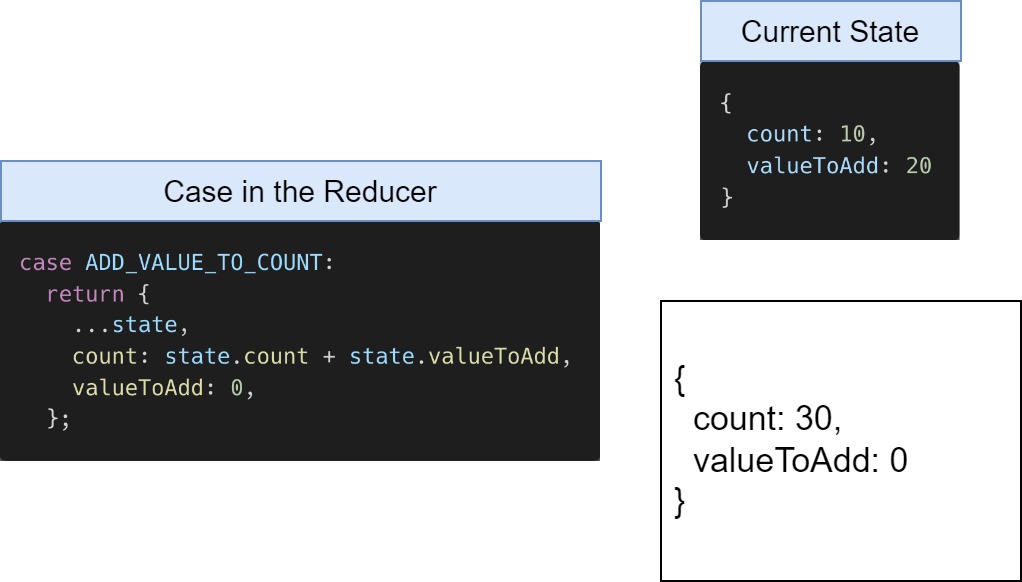 Current State
{
  count: 10,
  valueToAdd: 20
}
Case in the Reducer
case ADD_VALUE_TO_COUNT:
  return {
    ...state,
    count: state.count + state.valueToAdd,
    valueToAdd: 0,
  };
{
  count: 30,
  valueToAdd: 0
}